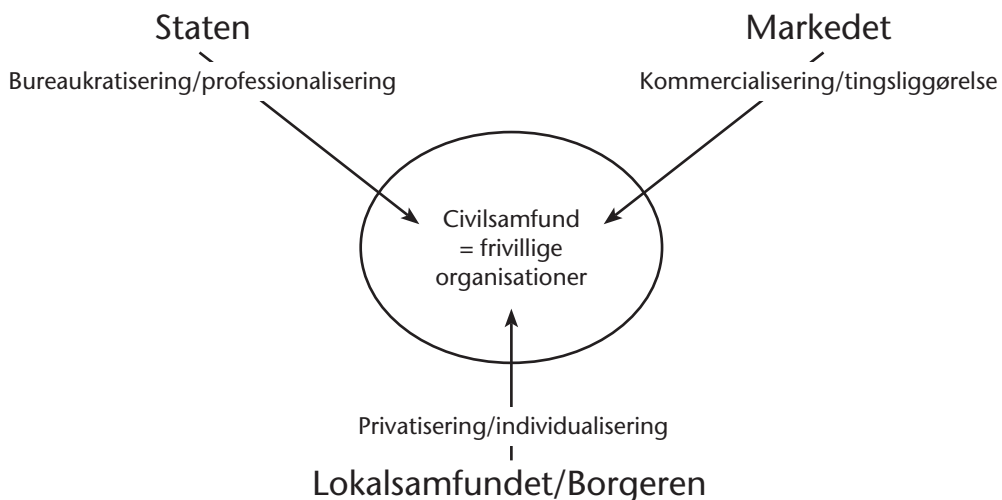 Staten
Markedet
Bureaukratisering/professionalisering
Kommercialisering/tingsliggørelse
Civilsamfund
= frivillige
organisationer
Privatisering/individualisering
Lokalsamfundet/Borgeren